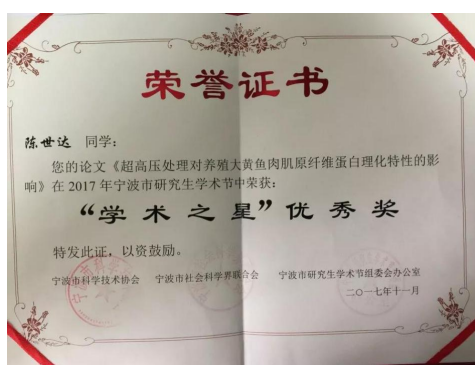 荣誉证书
陈世达 同学：
您的论文《超高压处理对养殖大黄鱼肉肌原纤维蛋白理化特性的影
响》在2017年宁波市研究生学术节中荣获：
“学术之星”优秀奖
特发此证，以资鼓励。
宁波市科学技术协会 宁波市社会科学界联合会 宁波市研究生学术节组委会办公室
二〇一七年十一月